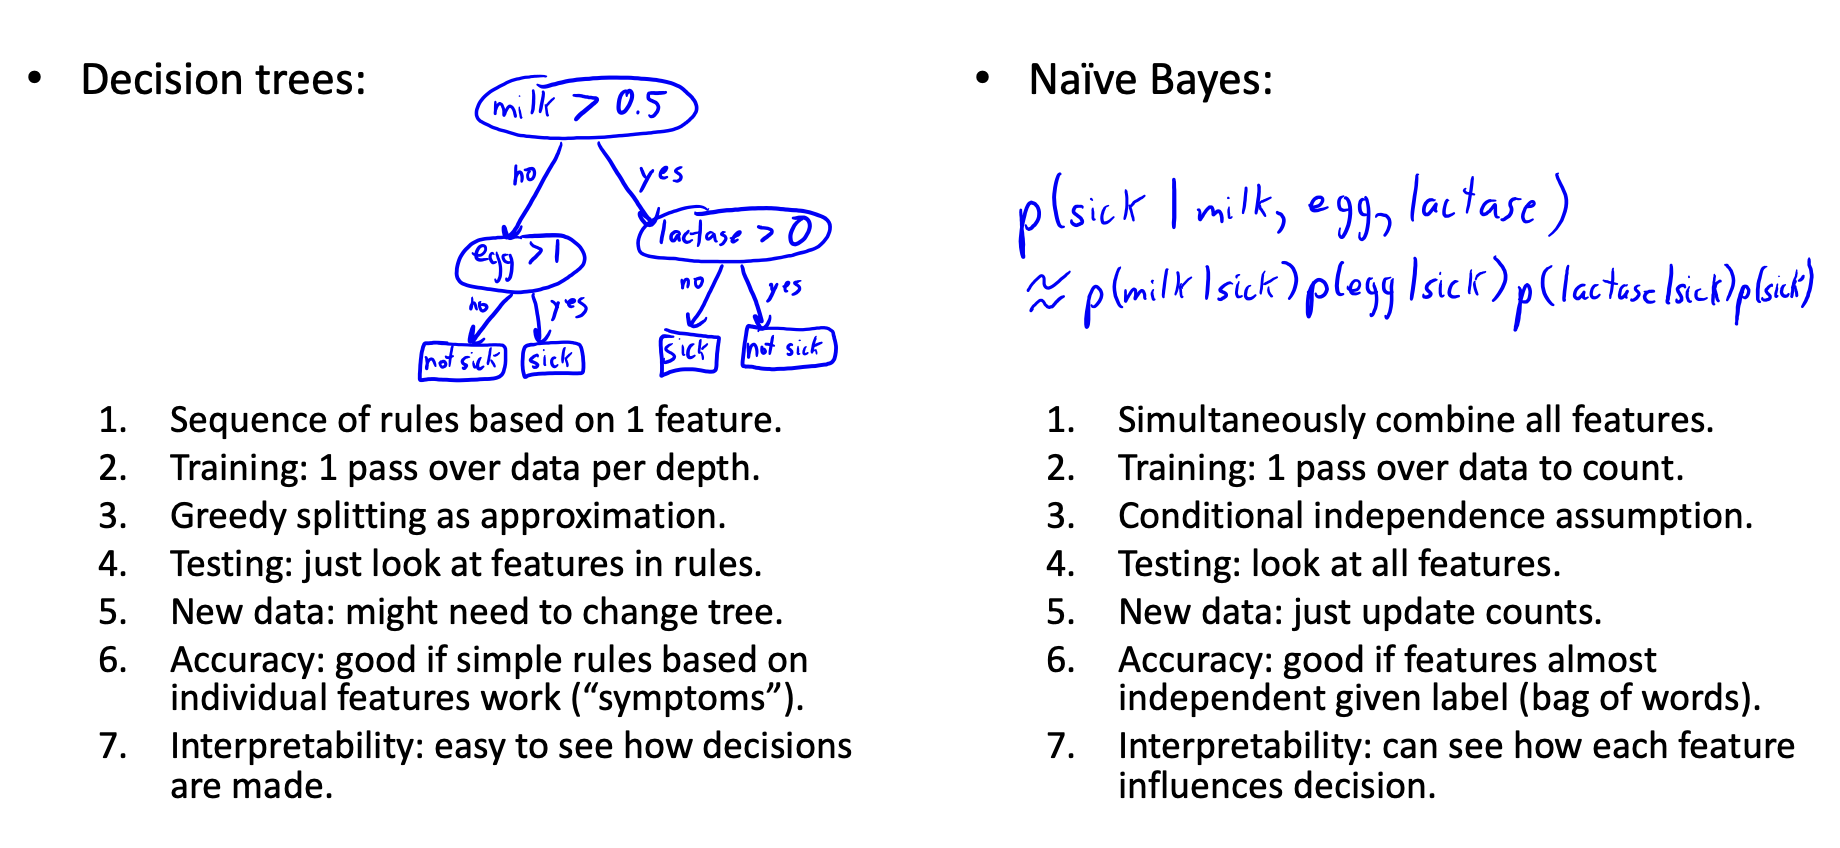 • Decision trees:
milk > 0.5
no
yes
egg > 1
lactase > 0
no
yes
no
yes
not sick
sick
sick
not sick
1. Sequence of rules based on 1 feature.
2. Training: 1 pass over data per depth.
3. Greedy splitting as approximation.
4. Testing: just look at features in rules.
5. New data: might need to change tree.
6. Accuracy: good if simple rules based on
individual features work (“symptoms”).
7. Interpretability: easy to see how decisions
are made.
• Naïve Bayes:
p(sick | milk, egg, lactase)
≈ p(milk | sick) p(egg | sick) p(lactase | sick) p(sick)
1. Simultaneously combine all features.
2. Training: 1 pass over data to count.
3. Conditional independence assumption.
4. Testing: look at all features.
5. New data: just update counts.
6. Accuracy: good if features almost
independent given label (bag of words).
7. Interpretability: can see how each feature
influences decision.